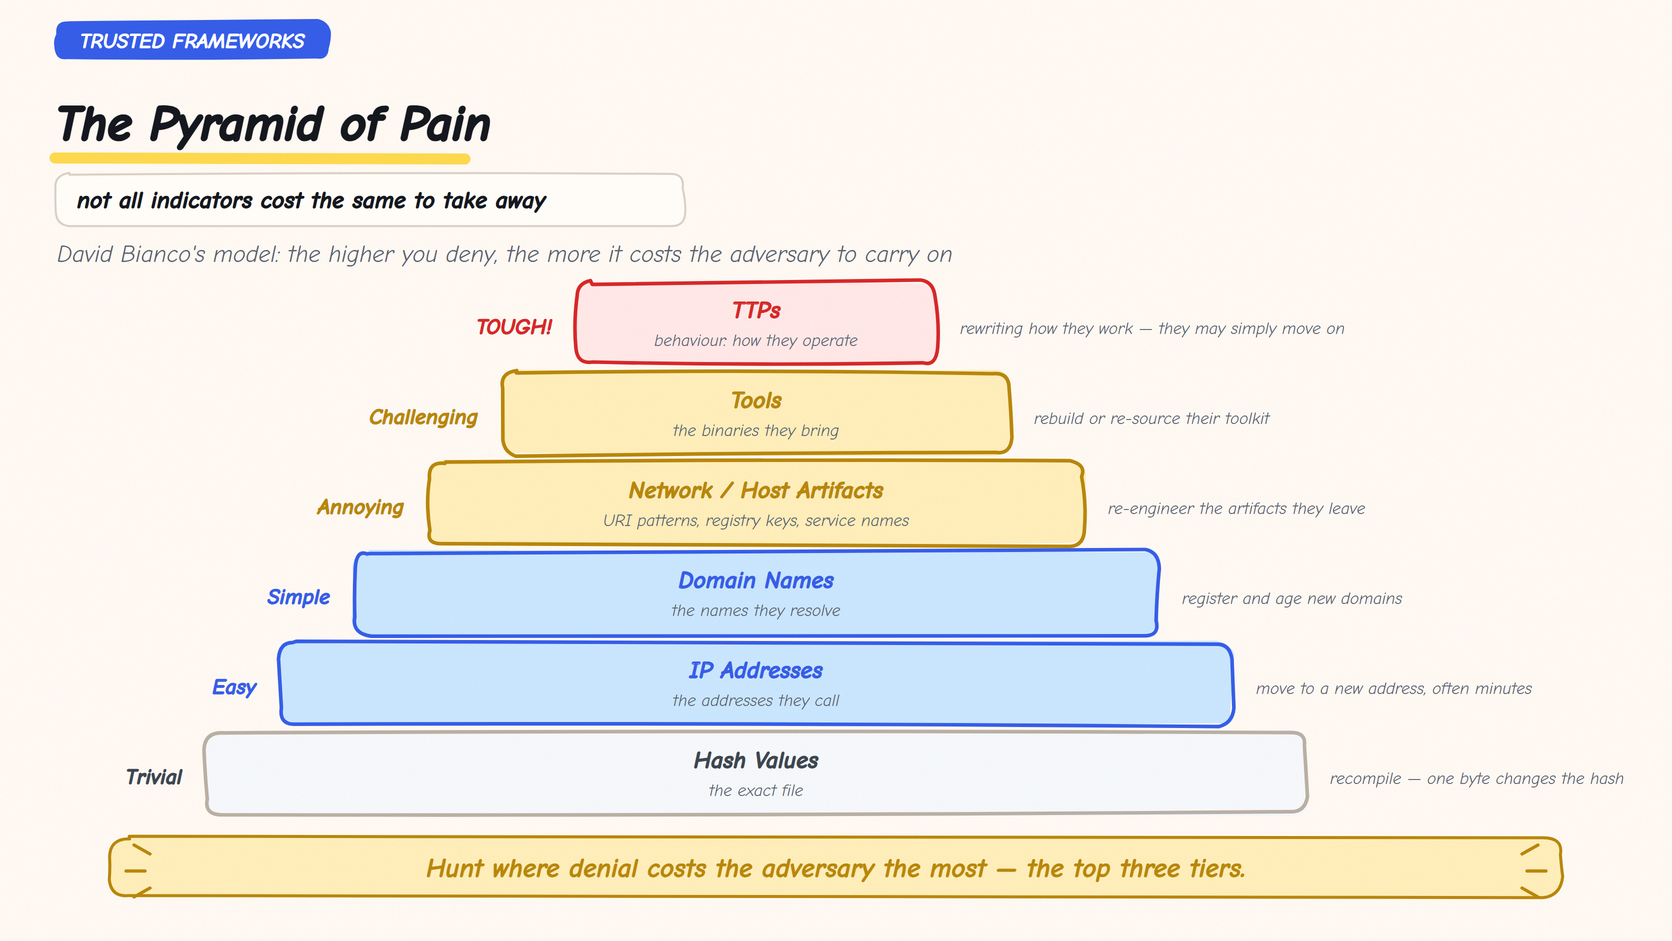 TRUSTED FRAMEWORKS
The Pyramid of Pain
not all indicators cost the same to take away
David Bianco's model: the higher you deny, the more it costs the adversary to carry on
TOUGH!
TTPs
behaviour: how they operate
rewriting how they work — they may simply move on
Challenging
Tools
the binaries they bring
rebuild or re-source their toolkit
Annoying
Network / Host Artifacts
URI patterns, registry keys, service names
re-engineer the artifacts they leave
Simple
Domain Names
the names they resolve
register and age new domains
Easy
IP Addresses
the addresses they call
move to a new address, often minutes
Trivial
Hash Values
the exact file
recompile — one byte changes the hash
Hunt where denial costs the adversary the most — the top three tiers.